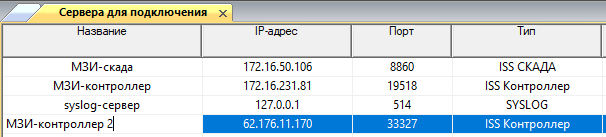 Сервера для подключения ×
Название IP-адрес Порт Тип
МЗИ-скада 172.16.50.106 8860 ISS СКАДА
МЗИ-контроллер 172.16.231.81 19518 ISS Контроллер
syslog-сервер 127.0.0.1 514 SYSLOG
МЗИ-контроллер 2 62.176.11.170 33327 ISS Контроллер